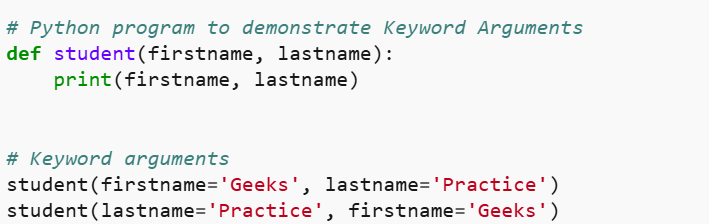 # Python program to demonstrate Keyword Arguments
def student(firstname, lastname):
    print(firstname, lastname)
# Keyword arguments
student(firstname='Geeks', lastname='Practice')
student(lastname='Practice', firstname='Geeks')